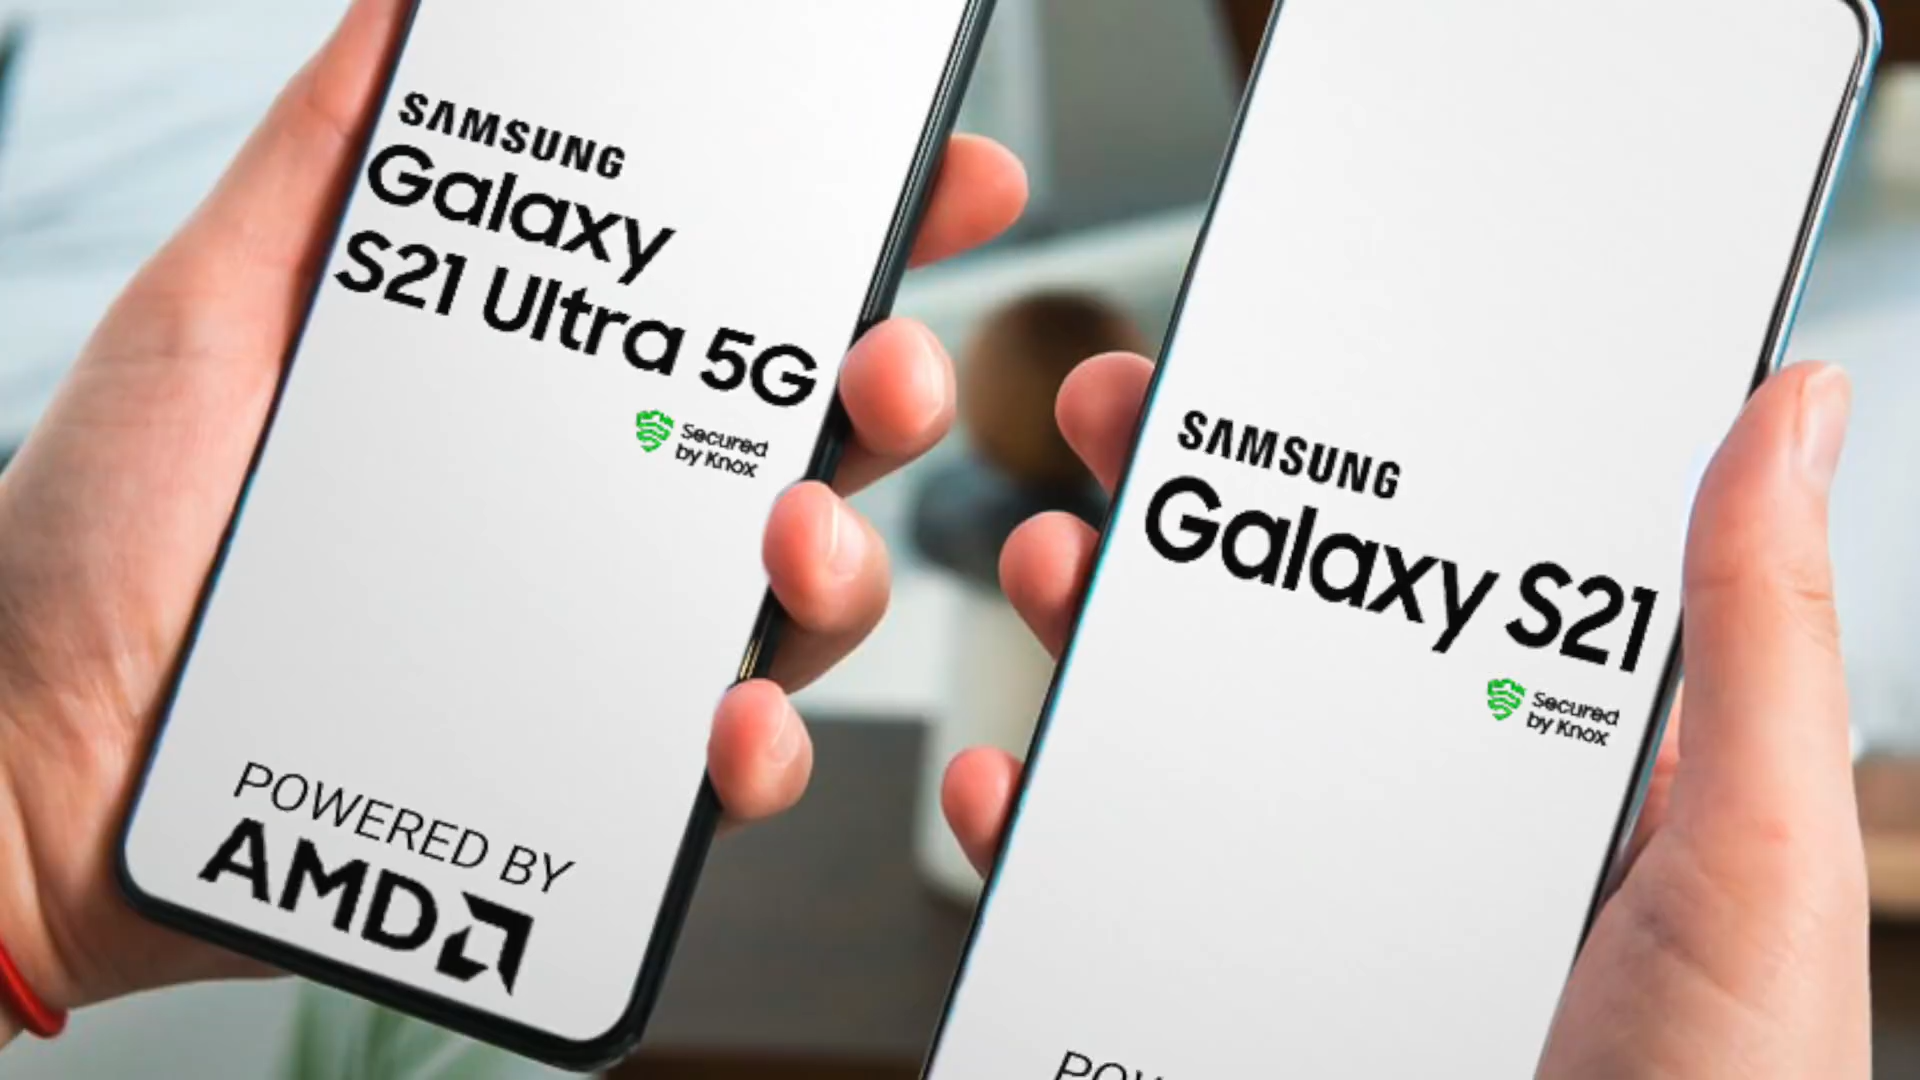 SAMSUNG
Galaxy
S21 Ultra 5G
Secured
by Knox
POWERED BY
AMD
SAMSUNG
Galaxy S21
Secured
by Knox